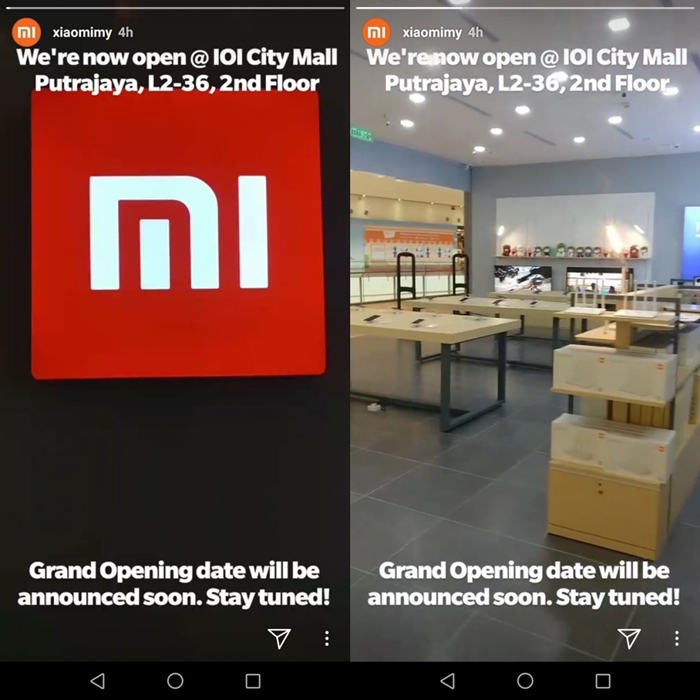 mi xiaomimy 4h
We're now open @ IOI City Mall
Putrajaya, L2-36, 2nd Floor
mi
Grand Opening date will be
announced soon. Stay tuned!
mi xiaomimy 4h
We're now open @ IOI City Mall
Putrajaya, L2-36, 2nd Floor
Grand Opening date will be
announced soon. Stay tuned!